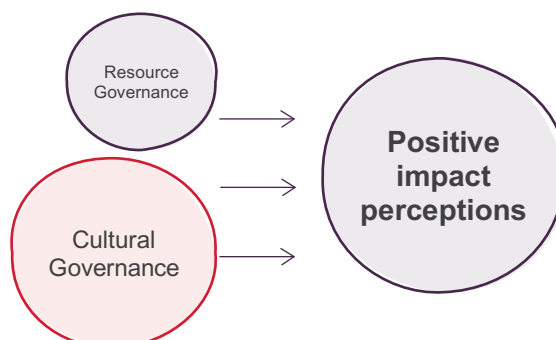 Resource
Governance
Cultural
Governance
Positive
impact
perceptions